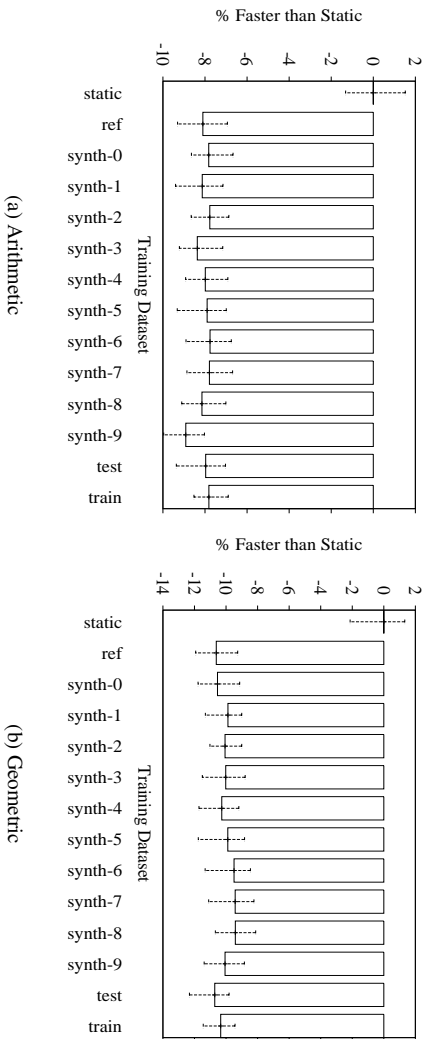 % Faster than Static
-10
-8
-6
-4
-2
0
2
static
ref
synth-0
synth-1
synth-2
synth-3
synth-4
synth-5
synth-6
synth-7
synth-8
synth-9
test
train
Training Dataset
(a) Arithmetic
% Faster than Static
-14
-12
-10
-8
-6
-4
-2
0
2
static
ref
synth-0
synth-1
synth-2
synth-3
synth-4
synth-5
synth-6
synth-7
synth-8
synth-9
test
train
Training Dataset
(b) Geometric